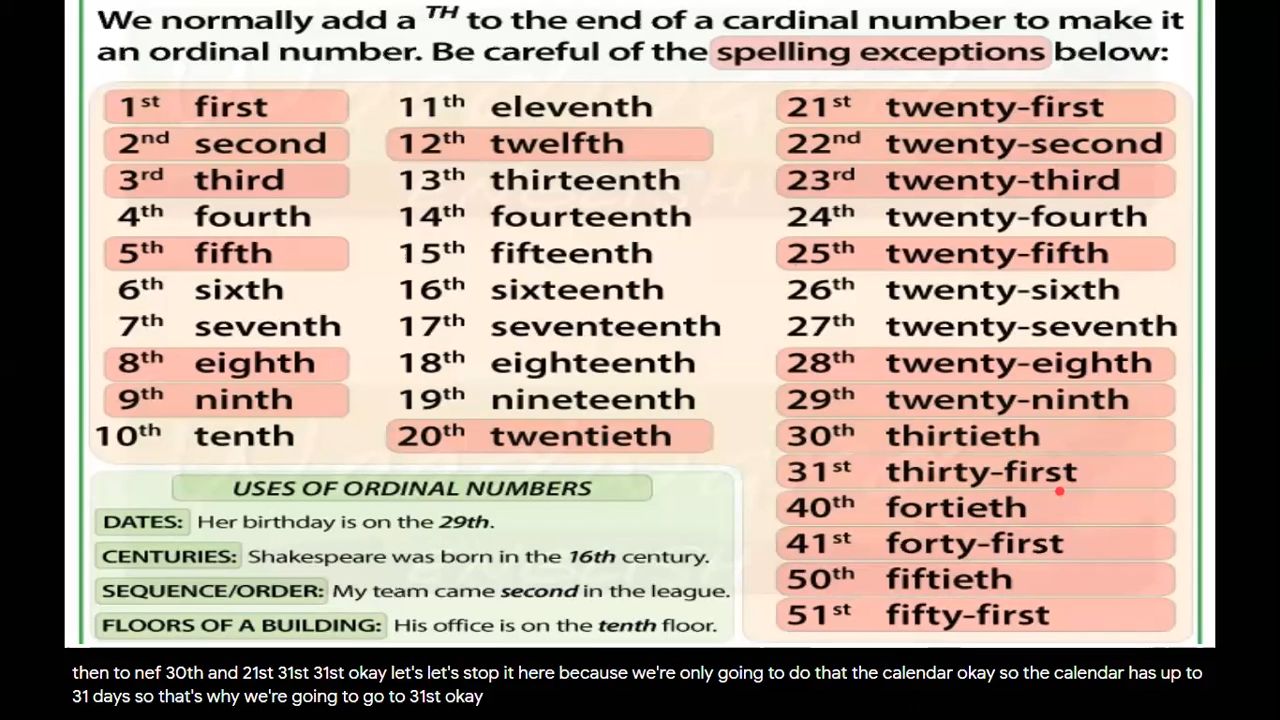 We normally add a TH to the end of a cardinal number to make it
an ordinal number. Be careful of the spelling exceptions below:
1st first
2nd second
3rd third
4th fourth
5th fifth
6th sixth
7th seventh
8th eighth
9th ninth
10th tenth
11th eleventh
12th twelfth
13th thirteenth
14th fourteenth
15th fifteenth
16th sixteenth
17th seventeenth
18th eighteenth
19th nineteenth
20th twentieth
21st twenty-first
22nd twenty-second
23rd twenty-third
24th twenty-fourth
25th twenty-fifth
26th twenty-sixth
27th twenty-seventh
28th twenty-eighth
29th twenty-ninth
30th thirtieth
31st thirty-first
40th fortieth
41st forty-first
50th fiftieth
51st fifty-first
USES OF ORDINAL NUMBERS
DATES: Her birthday is on the 29th.
CENTURIES: Shakespeare was born in the 16th century.
SEQUENCE/ORDER: My team came second in the league.
FLOORS OF A BUILDING: His office is on the tenth floor.
then to nef 30th and 21st 31st 31st okay let's let's stop it here because we're only going to do that the calendar okay so the calendar has up to
31 days so that's why we're going to go to 31st okay